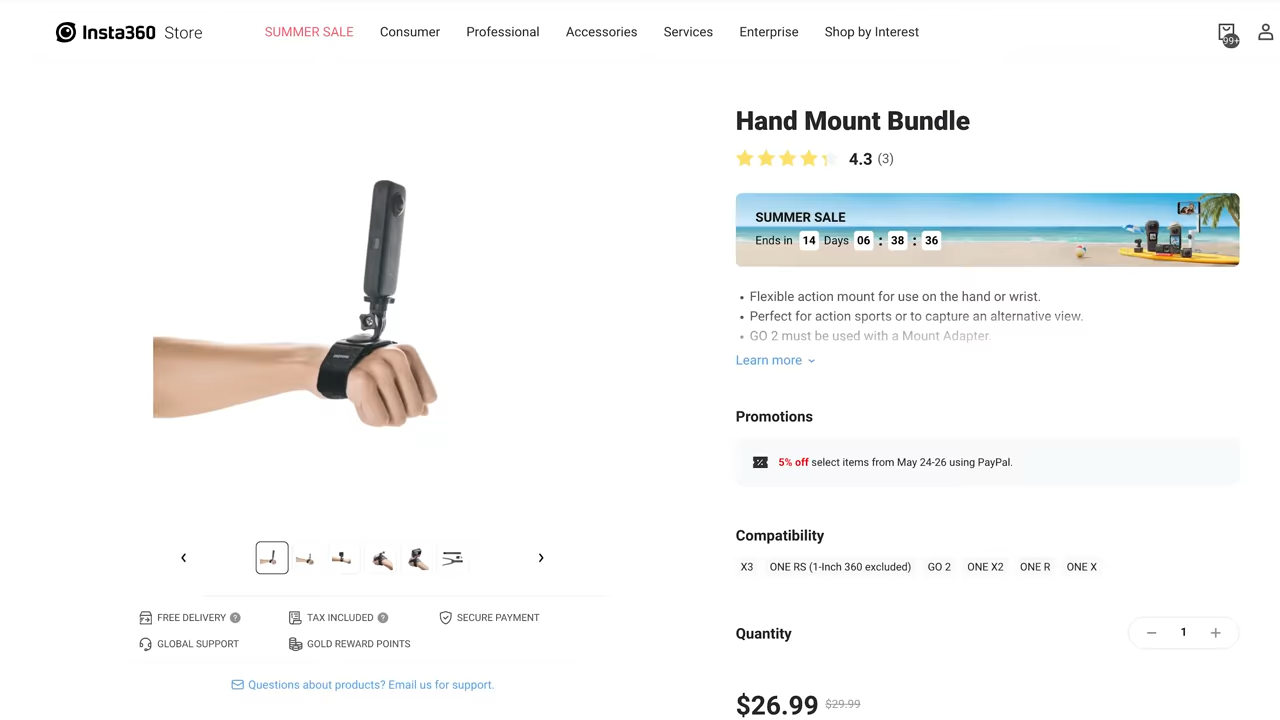 Insta360 Store SUMMER SALE Consumer Professional Accessories Services Enterprise Shop by Interest 99+
Hand Mount Bundle
4.3 (3)
SUMMER SALE
Ends in 14 Days 06 : 38 : 36
• Flexible action mount for use on the hand or wrist.
• Perfect for action sports or to capture an alternative view.
• GO 2 must be used with a Mount Adapter.
Learn more
Promotions
5% off select items from May 24-26 using PayPal.
Compatibility
X3 ONE RS (1-Inch 360 excluded) GO 2 ONE X2 ONE R ONE X
Quantity
− 1 +
$26.99 $29.99
FREE DELIVERY ? TAX INCLUDED ? SECURE PAYMENT
GLOBAL SUPPORT GOLD REWARD POINTS
Questions about products? Email us for support.